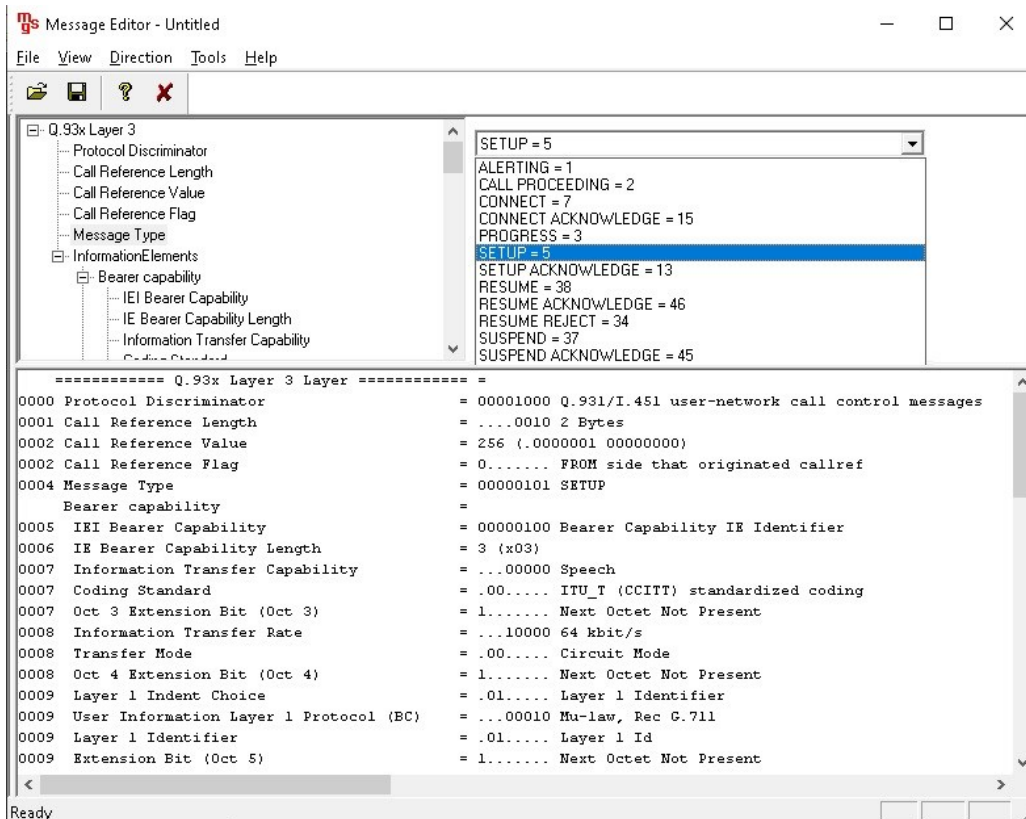 mgs Message Editor - Untitled
File View Direction Tools Help
Q.93x Layer 3
Protocol Discriminator
Call Reference Length
Call Reference Value
Call Reference Flag
Message Type
InformationElements
Bearer capability
IEI Bearer Capability
IE Bearer Capability Length
Information Transfer Capability
Coding Standard
SETUP = 5
ALERTING = 1
CALL PROCEEDING = 2
CONNECT = 7
CONNECT ACKNOWLEDGE = 15
PROGRESS = 3
SETUP = 5
SETUP ACKNOWLEDGE = 13
RESUME = 38
RESUME ACKNOWLEDGE = 46
RESUME REJECT = 34
SUSPEND = 37
SUSPEND ACKNOWLEDGE = 45
============ Q.93x Layer 3 Layer ============ =
0000 Protocol Discriminator = 00001000 Q.931/I.451 user-network call control messages
0001 Call Reference Length = ....0010 2 Bytes
0002 Call Reference Value = 256 (.0000001 00000000)
0002 Call Reference Flag = 0....... FROM side that originated callref
0004 Message Type = 00000101 SETUP
Bearer capability =
0005 IEI Bearer Capability = 00000100 Bearer Capability IE Identifier
0006 IE Bearer Capability Length = 3 (x03)
0007 Information Transfer Capability = ...00000 Speech
0007 Coding Standard = .00..... ITU_T (CCITT) standardized coding
0007 Oct 3 Extension Bit (Oct 3) = 1....... Next Octet Not Present
0008 Information Transfer Rate = ...10000 64 kbit/s
0008 Transfer Mode = .00..... Circuit Mode
0008 Oct 4 Extension Bit (Oct 4) = 1....... Next Octet Not Present
0009 Layer 1 Indent Choice = .01..... Layer 1 Identifier
0009 User Information Layer 1 Protocol (BC) = ...00010 Mu-law, Rec G.711
0009 Layer 1 Identifier = .01..... Layer 1 Id
0009 Extension Bit (Oct 5) = 1....... Next Octet Not Present
Ready